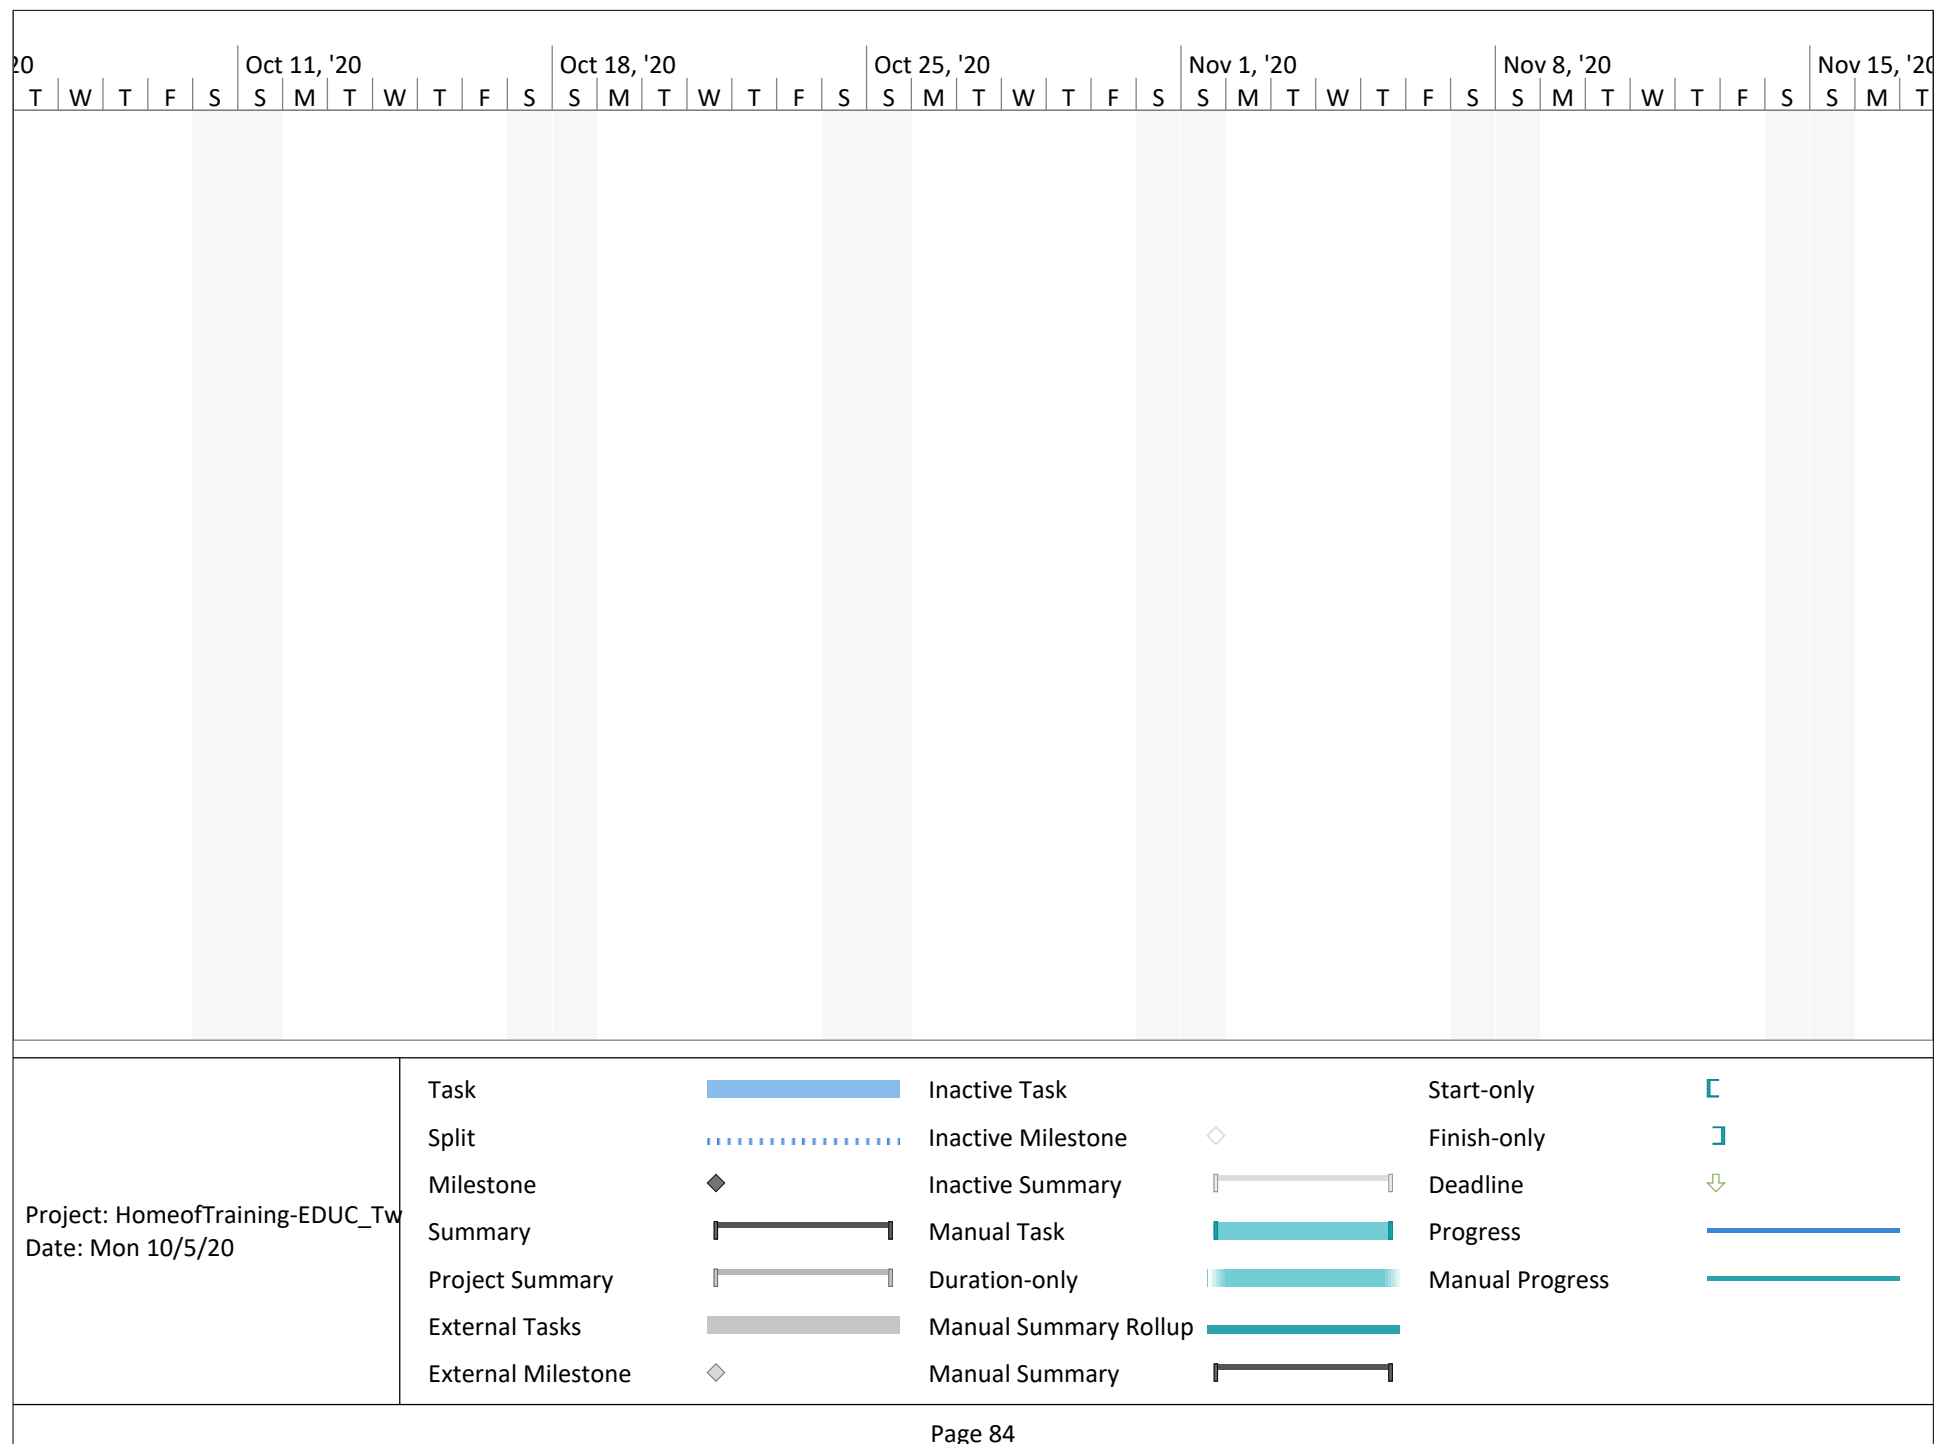 20 Oct 11, '20 Oct 18, '20 Oct 25, '20 Nov 1, '20 Nov 8, '20 Nov 15, '20
T W T F S S M T W T F S S M T W T F S S M T W T F S S M T W T F S S M T W T F S S M T
Project: HomeofTraining-EDUC_Tw
Date: Mon 10/5/20
Task
Split
Milestone
Summary
Project Summary
External Tasks
External Milestone
Inactive Task
Inactive Milestone
Inactive Summary
Manual Task
Duration-only
Manual Summary Rollup
Manual Summary
Start-only
Finish-only
Deadline
Progress
Manual Progress
Page 84